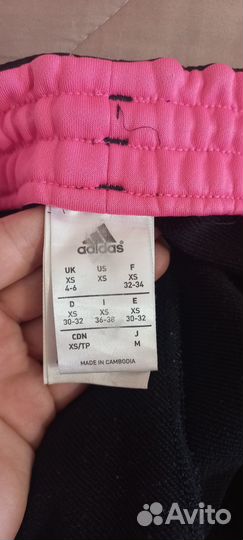 adidas
UK US F
XS XS XS
4-6 32-34
D I E
XS XS XS
30-32 36-38 30-32
CDN J
XS/TP M
MADE IN CAMBODIA
Avito